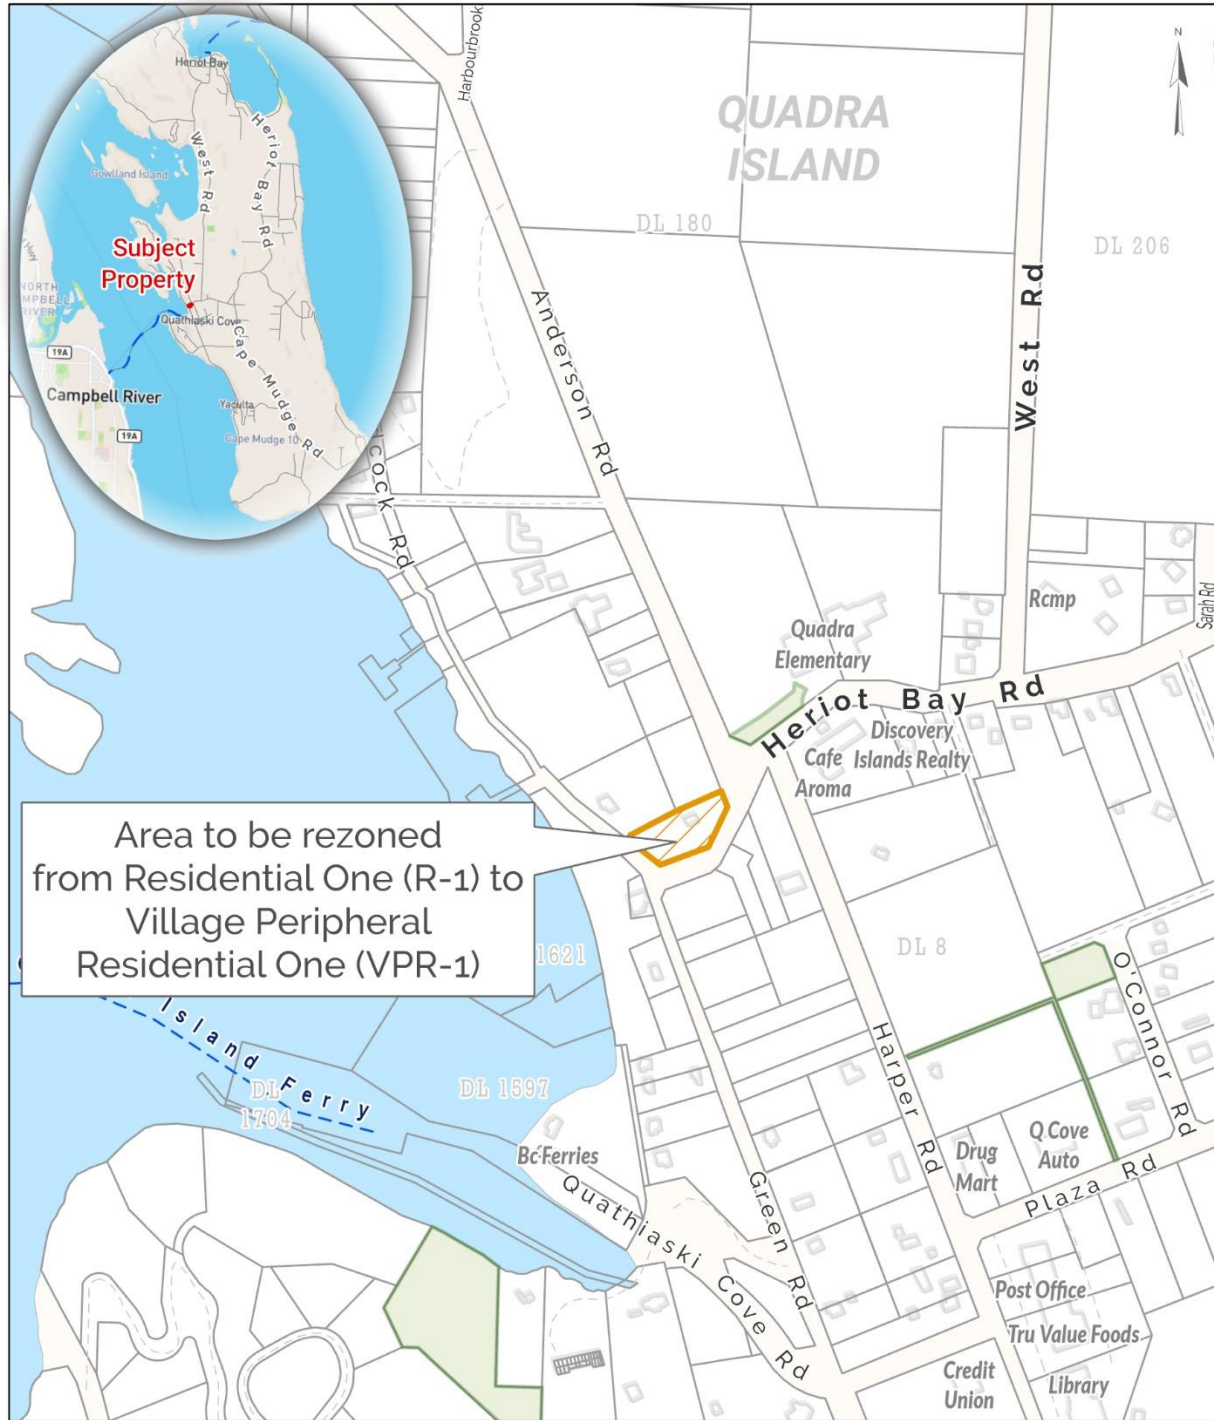 Harbourbrook
N
QUADRA
ISLAND
DL 180
DL 206
Heriot Bay
West Rd
Heriot Bay Rd
Gowlland Island
Subject
Property
NORTH
Quathiaski Cove
Cape Mudge Rd
19A
Campbell River
19A
Yaculta
Cape Mudge 10
Anderson Rd
West Rd
cock Rd
Rcmp
Sarah Rd
Quadra
Elementary
Heriot Bay Rd
Discovery
Islands Realty
Cafe
Aroma
Area to be rezoned
from Residential One (R-1) to
Village Peripheral
Residential One (VPR-1)
1621
DL 8
O'Connor Rd
Island Ferry
DL
1704
DL 1597
Harper Rd
Bc Ferries
Quathiaski Cove Rd
Green Rd
Drug
Mart
Q Cove
Auto
Plaza Rd
Post Office
Tru Value Foods
Credit
Union
Library